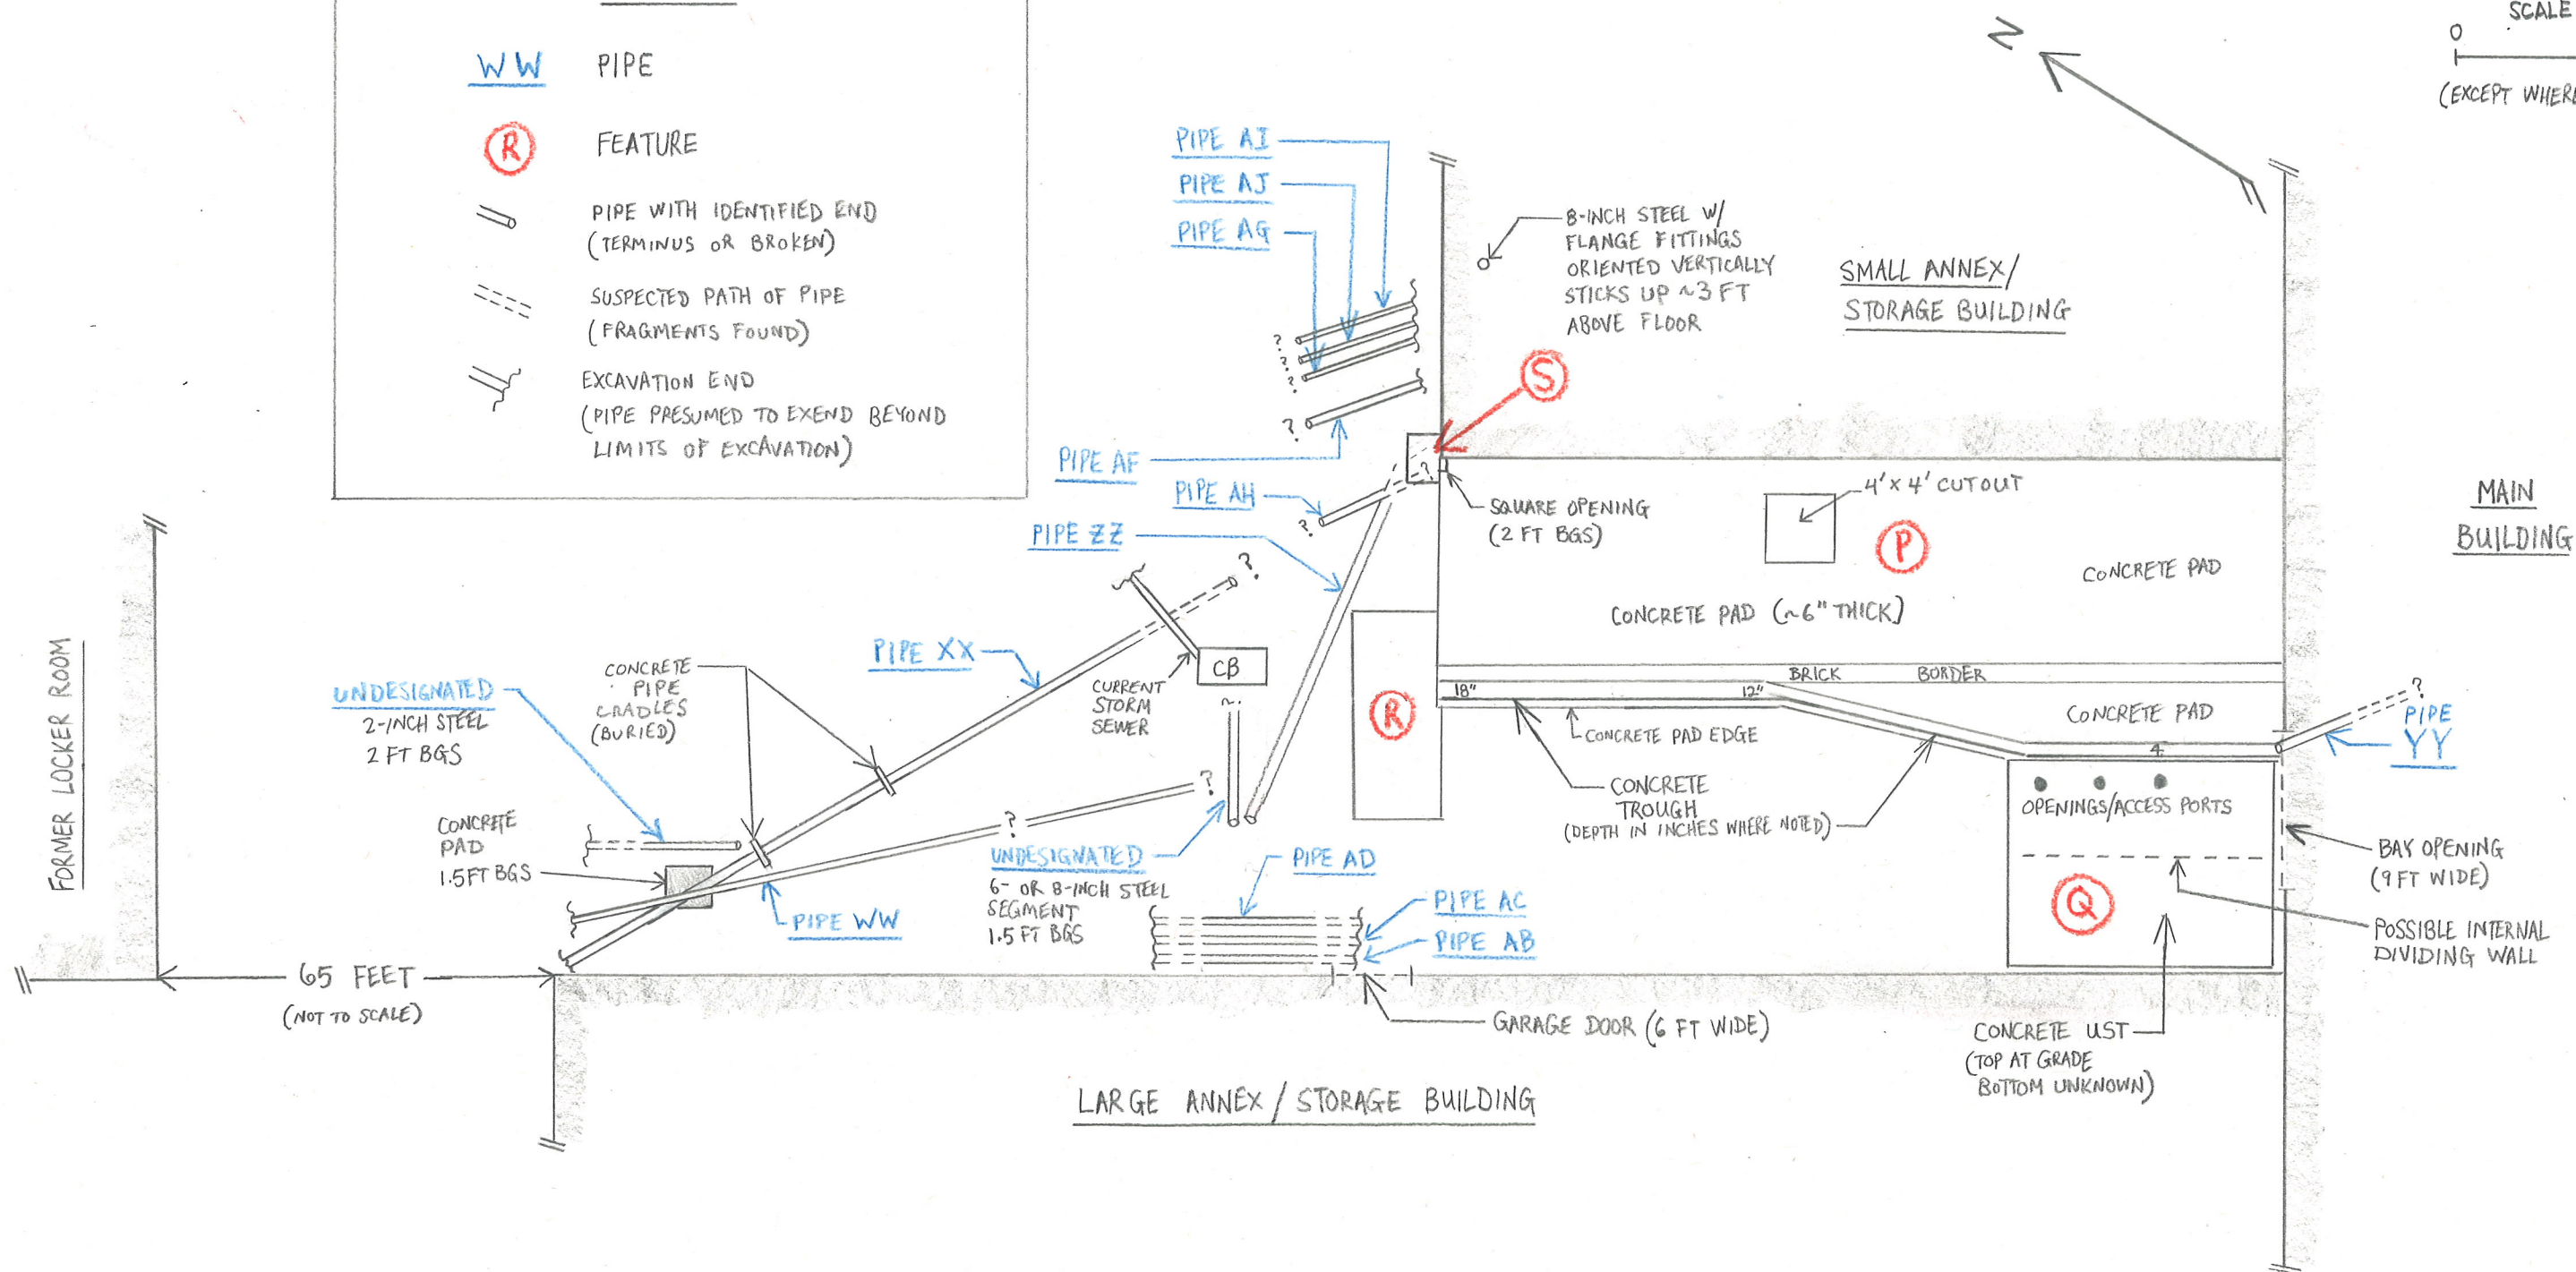 WW PIPE
R FEATURE
PIPE WITH IDENTIFIED END
(TERMINUS OR BROKEN)
SUSPECTED PATH OF PIPE
(FRAGMENTS FOUND)
EXCAVATION END
(PIPE PRESUMED TO EXEND BEYOND
LIMITS OF EXCAVATION)
N
SCALE
0
(EXCEPT WHERE
PIPE AI
PIPE AJ
PIPE AG
?
?
?
?
PIPE AF
PIPE AH
?
PIPE ZZ
8-INCH STEEL W/
FLANGE FITTINGS
ORIENTED VERTICALLY
STICKS UP ~3 FT
ABOVE FLOOR
SMALL ANNEX/
STORAGE BUILDING
S
?
SQUARE OPENING
(2 FT BGS)
4'x4' CUTOUT
P
CONCRETE PAD
CONCRETE PAD (~6" THICK)
MAIN
BUILDING
FORMER LOCKER ROOM
UNDESIGNATED
2-INCH STEEL
2 FT BGS
CONCRETE
PIPE
CRADLES
(BURIED)
PIPE XX
?
CB
CURRENT
STORM
SEWER
?
R
BRICK BORDER
18"
12"
CONCRETE PAD
4
CONCRETE PAD EDGE
CONCRETE
TROUGH
(DEPTH IN INCHES WHERE NOTED)
?
PIPE
YY
OPENINGS/ACCESS PORTS
Q
BAY OPENING
(9 FT WIDE)
POSSIBLE INTERNAL
DIVIDING WALL
CONCRETE
PAD
1.5 FT BGS
?
?
PIPE WW
UNDESIGNATED
6- OR 8-INCH STEEL
SEGMENT
1.5 FT BGS
PIPE AD
PIPE AC
PIPE AB
65 FEET
(NOT TO SCALE)
GARAGE DOOR (6 FT WIDE)
CONCRETE UST
(TOP AT GRADE
BOTTOM UNKNOWN)
LARGE ANNEX/STORAGE BUILDING